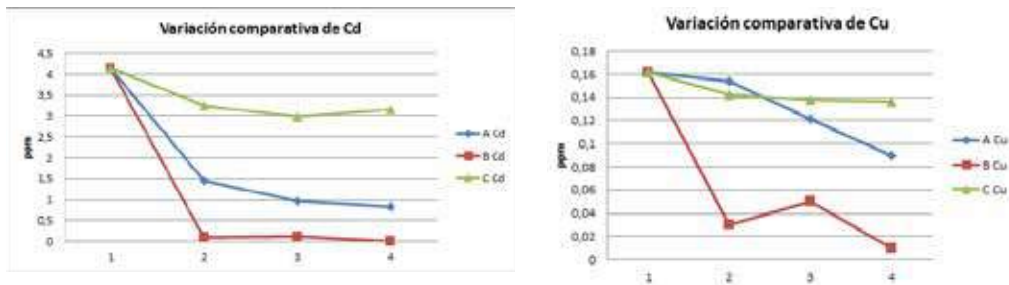 Variación comparativa de Cd
4,5
4
3,5
3
2,5
2
1,5
1
0,5
0
ppm
1 2 3 4
A Cd
B Cd
C Cd
Variación comparativa de Cu
0,18
0,16
0,14
0,12
0,1
0,08
0,06
0,04
0,02
0
ppm
1 2 3 4
A Cu
B Cu
C Cu